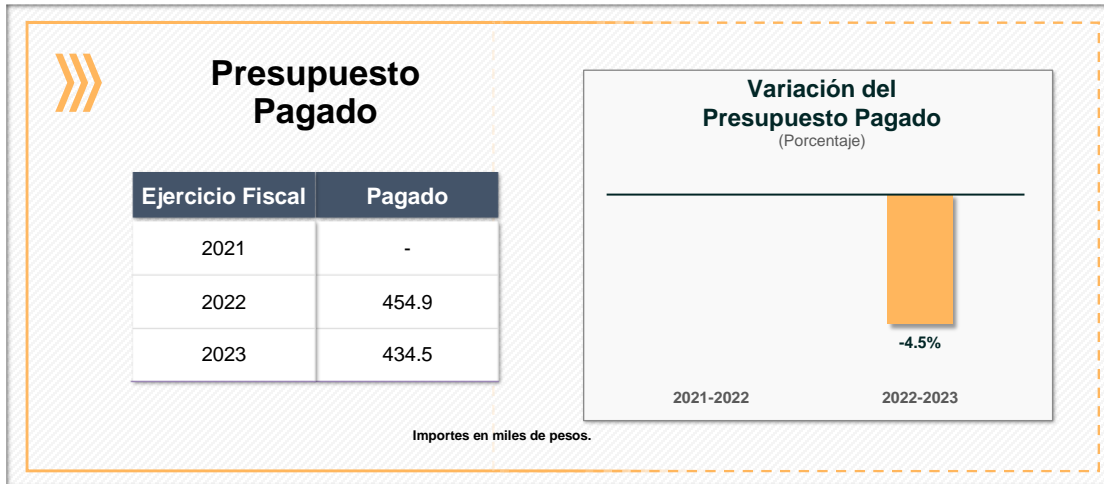 Presupuesto
Pagado
Ejercicio Fiscal Pagado
2021 -
2022 454.9
2023 434.5
Variación del
Presupuesto Pagado
(Porcentaje)
-4.5%
2021-2022 2022-2023
Importes en miles de pesos.